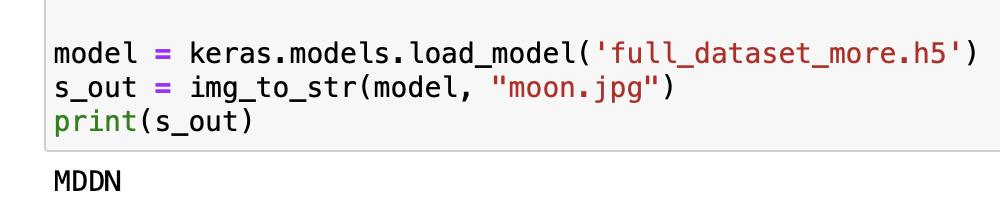 model = keras.models.load_model('full_dataset_more.h5')
s_out = img_to_str(model, "moon.jpg")
print(s_out)
MDDN